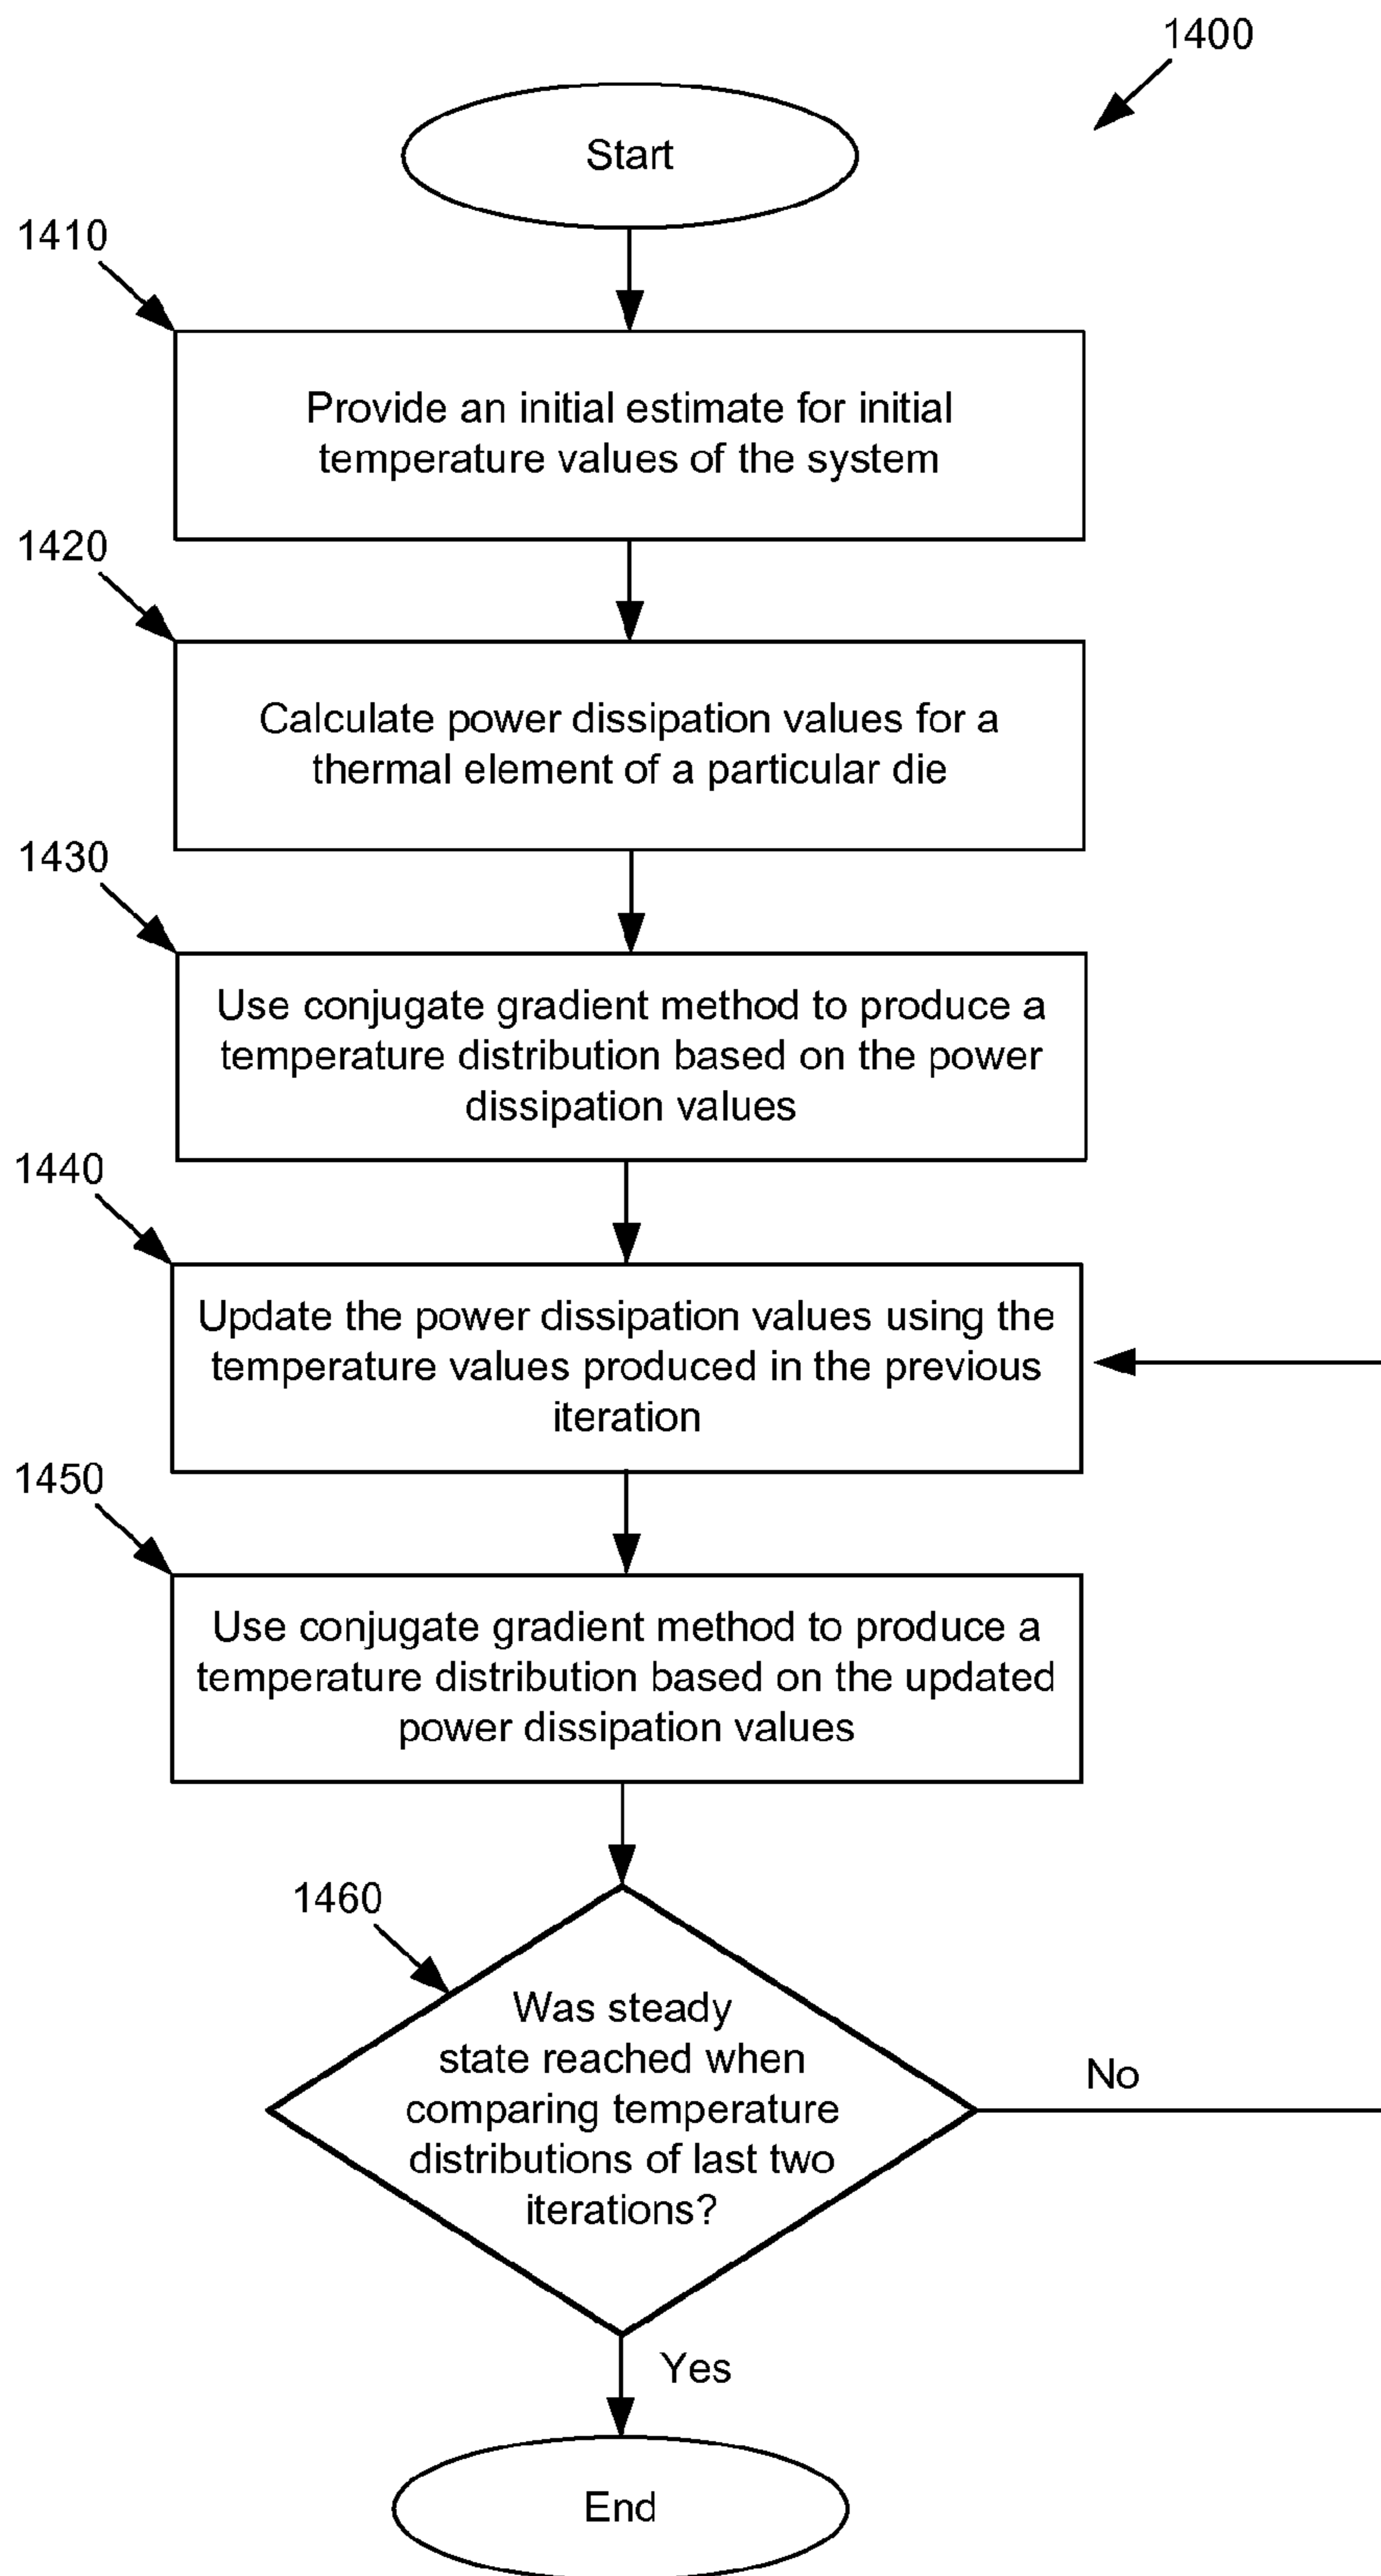 1400
Start
1410
Provide an initial estimate for initial
temperature values of the system
1420
Calculate power dissipation values for a
thermal element of a particular die
1430
Use conjugate gradient method to produce a
temperature distribution based on the power
dissipation values
1440
Update the power dissipation values using the
temperature values produced in the previous
iteration
1450
Use conjugate gradient method to produce a
temperature distribution based on the updated
power dissipation values
1460
Was steady
state reached when
comparing temperature
distributions of last two
iterations?
No
Yes
End